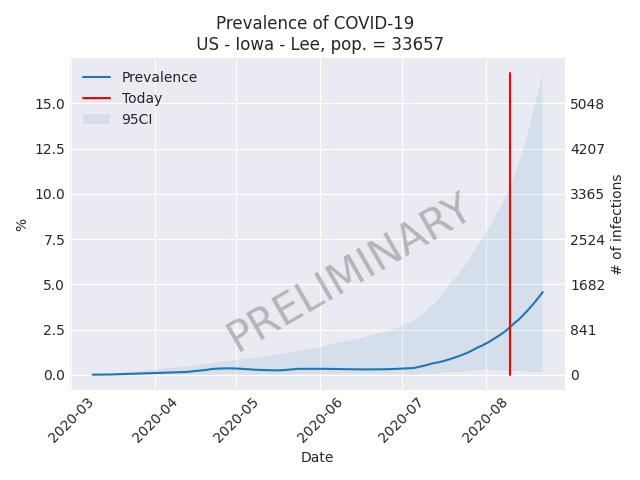 Prevalence of COVID-19
US - Iowa - Lee, pop. = 33657
Prevalence
Today
95CI
15.0
12.5
10.0
7.5
5.0
2.5
0.0
%
5048
4207
3365
2524
1682
841
0
# of infections
PRELIMINARY
2020-03
2020-04
2020-05
2020-06
2020-07
2020-08
Date